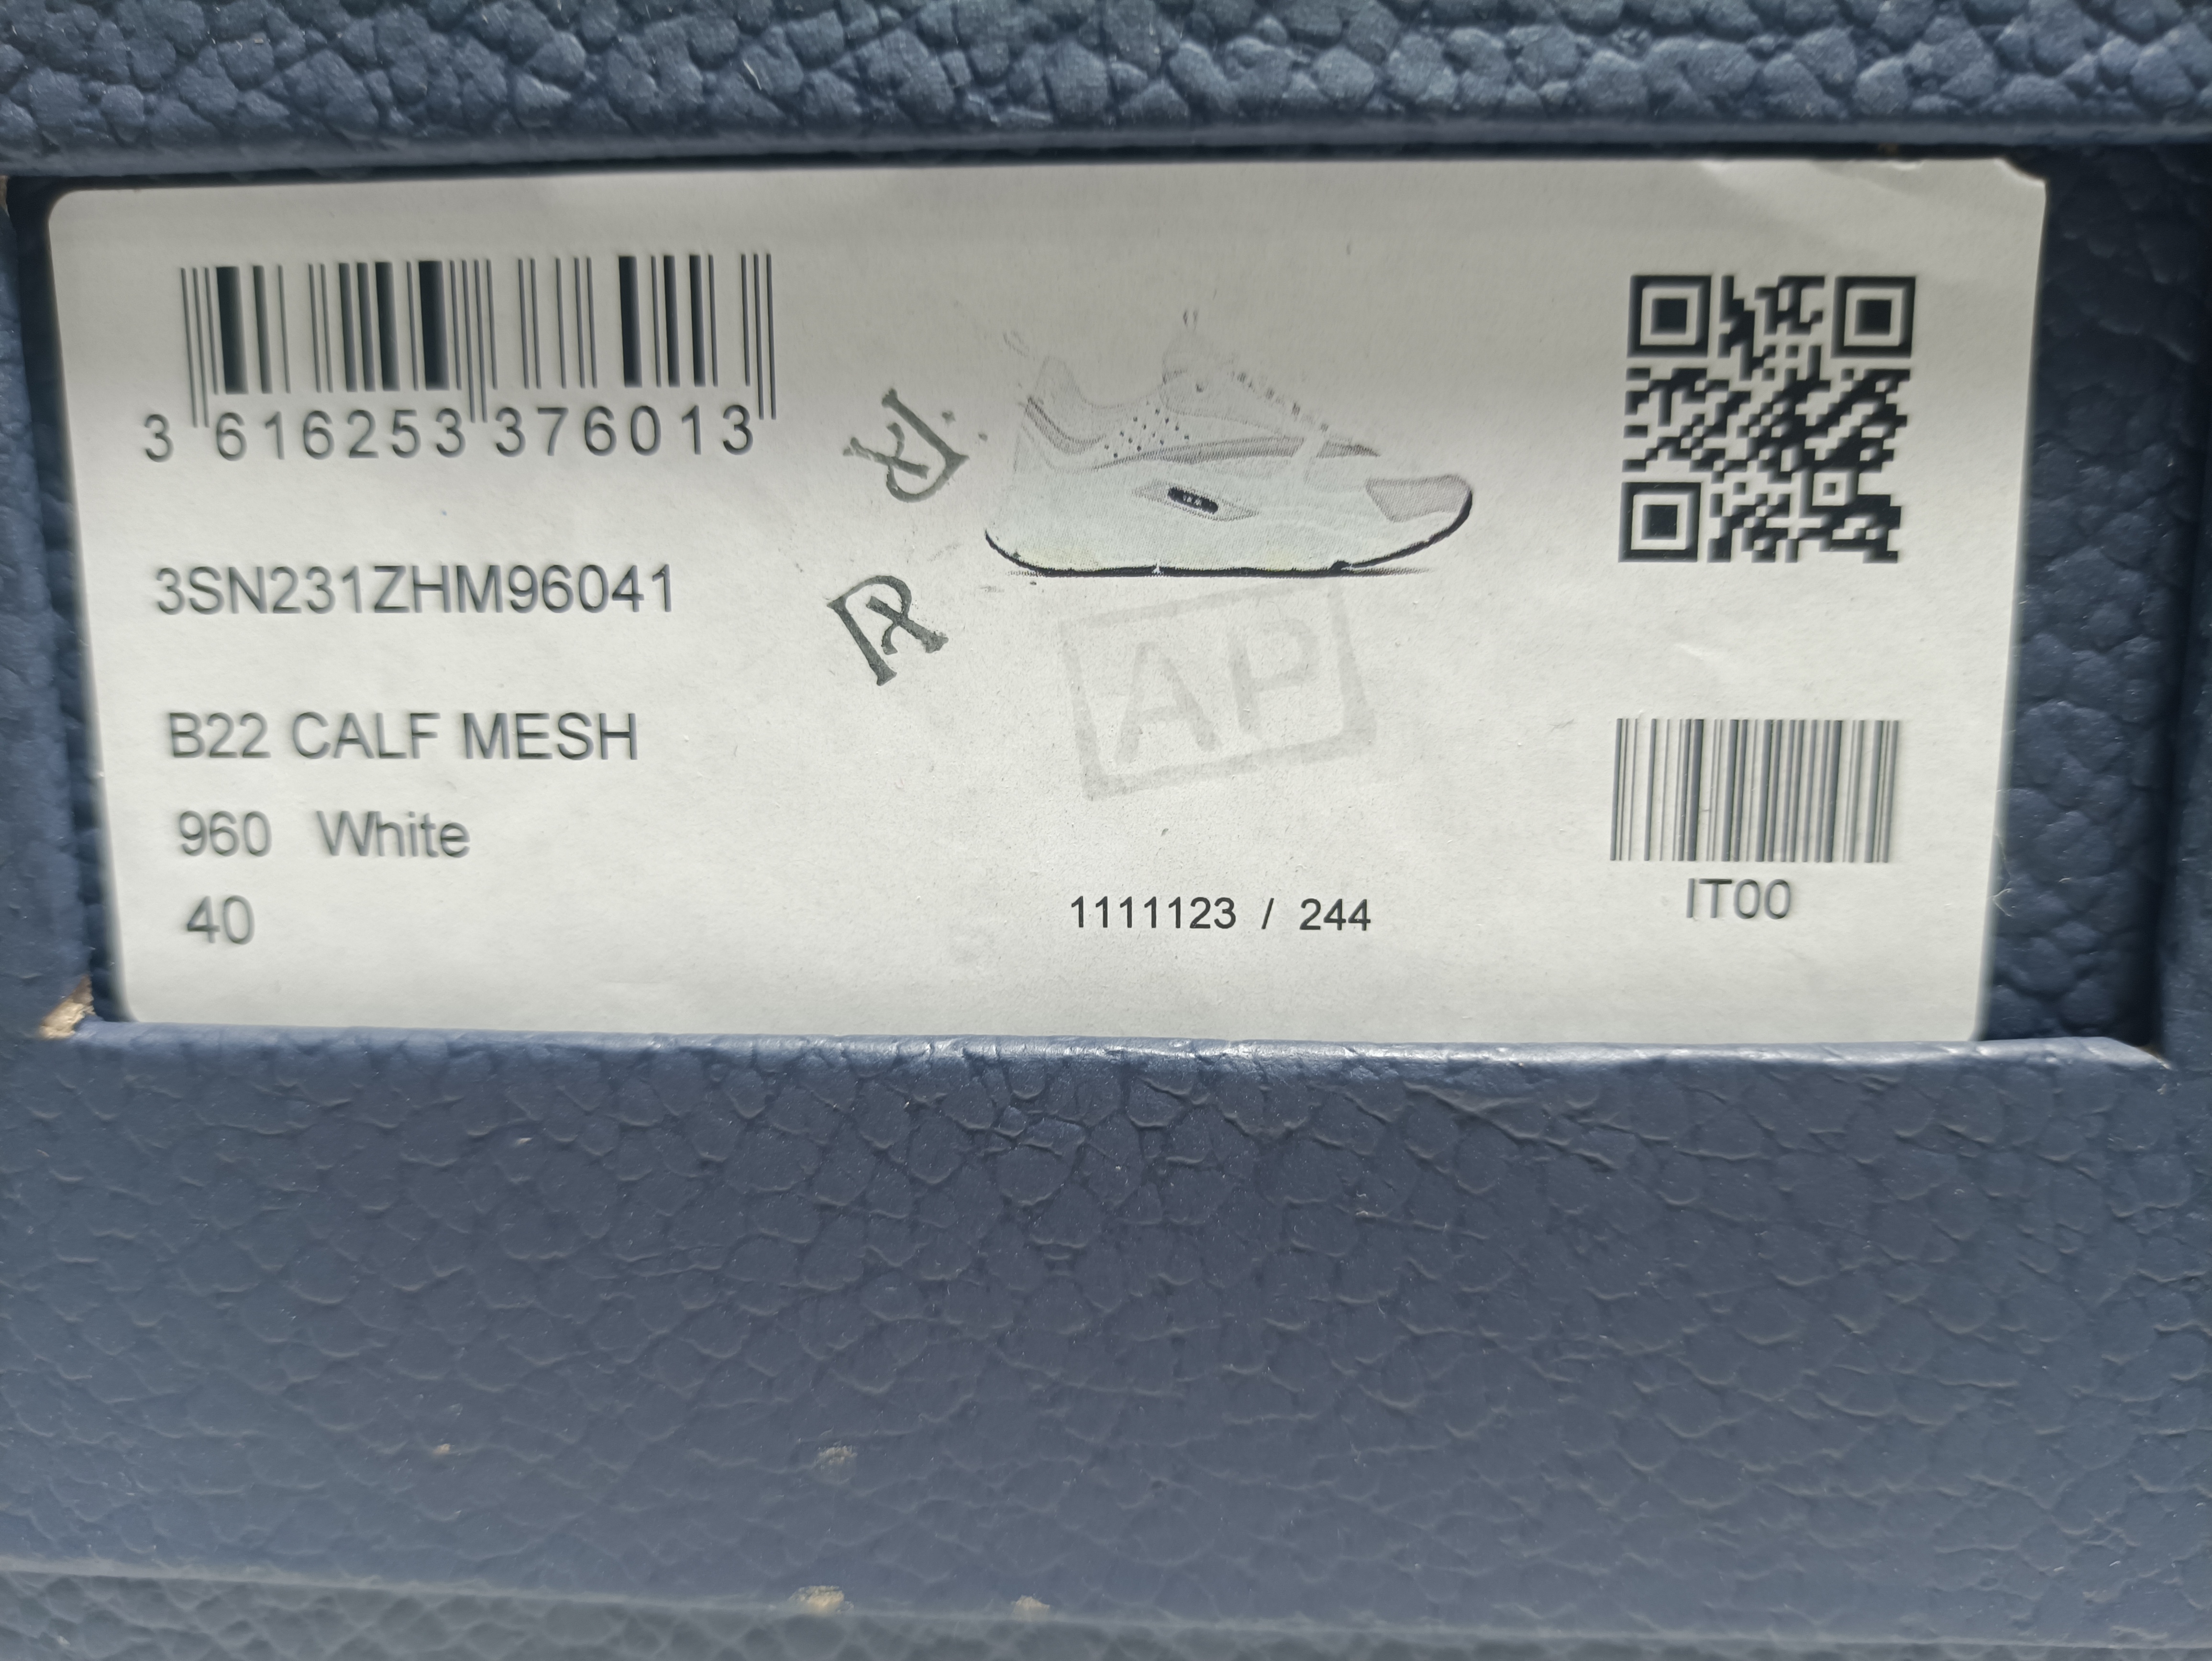 3 616253 376013
3SN231ZHM96041
B22 CALF MESH
960 White
40
AP
1111123 / 244
IT00